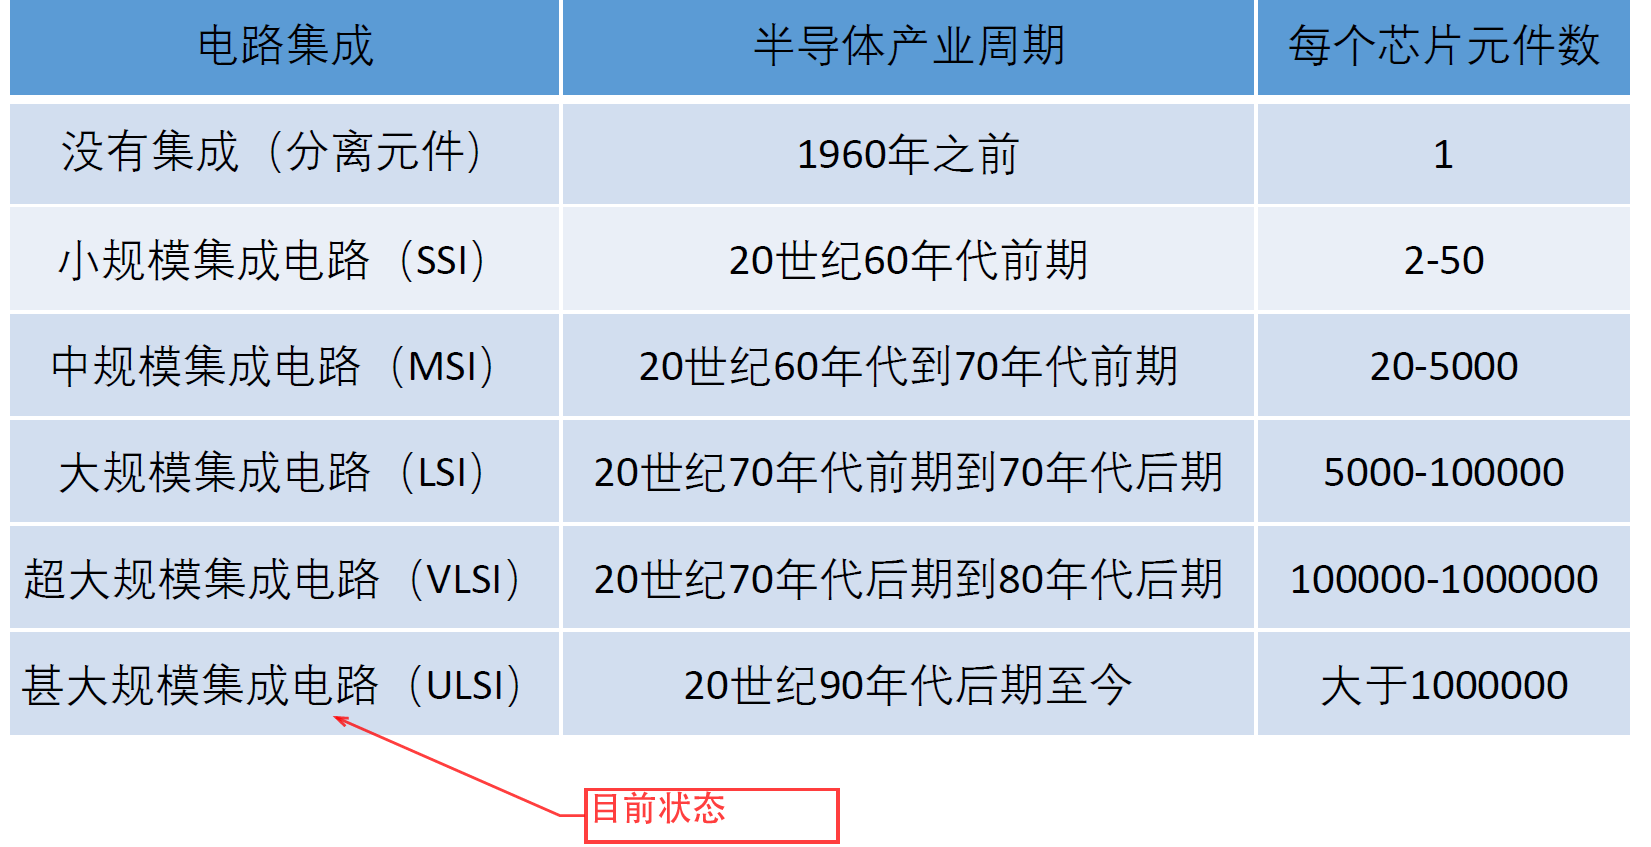 电路集成 半导体产业周期 每个芯片元件数
没有集成（分离元件） 1960年之前 1
小规模集成电路（SSI） 20世纪60年代前期 2-50
中规模集成电路（MSI） 20世纪60年代到70年代前期 20-5000
大规模集成电路（LSI） 20世纪70年代前期到70年代后期 5000-100000
超大规模集成电路（VLSI） 20世纪70年代后期到80年代后期 100000-1000000
甚大规模集成电路（ULSI） 20世纪90年代后期至今 大于1000000
目前状态